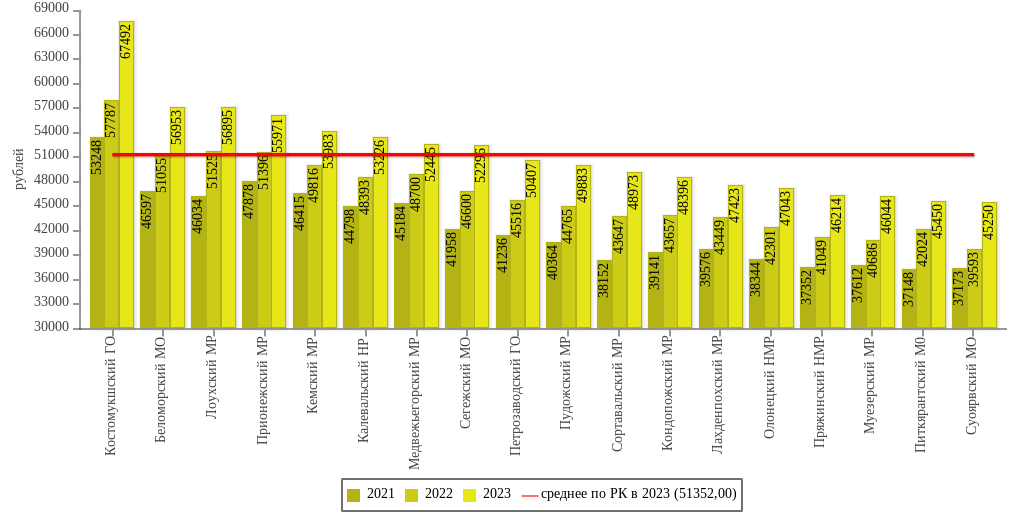 рублей
69000
66000
63000
60000
57000
54000
51000
48000
45000
42000
39000
36000
33000
30000
53248 57787 67492
46597 51055 56953
46034 51525 56895
47878 51396 55971
46415 49816 53983
44798 48393 53226
45184 48700 52445
41958 46600 52296
41236 45516 50407
40364 44765 49883
38152 43647 48973
39141 43657 48396
39576 43449 47423
38344 42301 47043
37352 41049 46214
37612 40686 46044
37148 42024 45450
37173 39593 45250
Костомукшский ГО
Беломорский МО
Лоухский МР
Прионежский МР
Кемский МР
Калевальский НР
Медвежьегорский МР
Сегежский МО
Петрозаводский ГО
Пудожский МР
Сортавальский МР
Кондопожский МР
Лахденпохский МР
Олонецкий НМР
Пряжинский НМР
Муезерский МР
Питкярантский М0
Суоярвский МО
2021 2022 2023 среднее по РК в 2023 (51352,00)